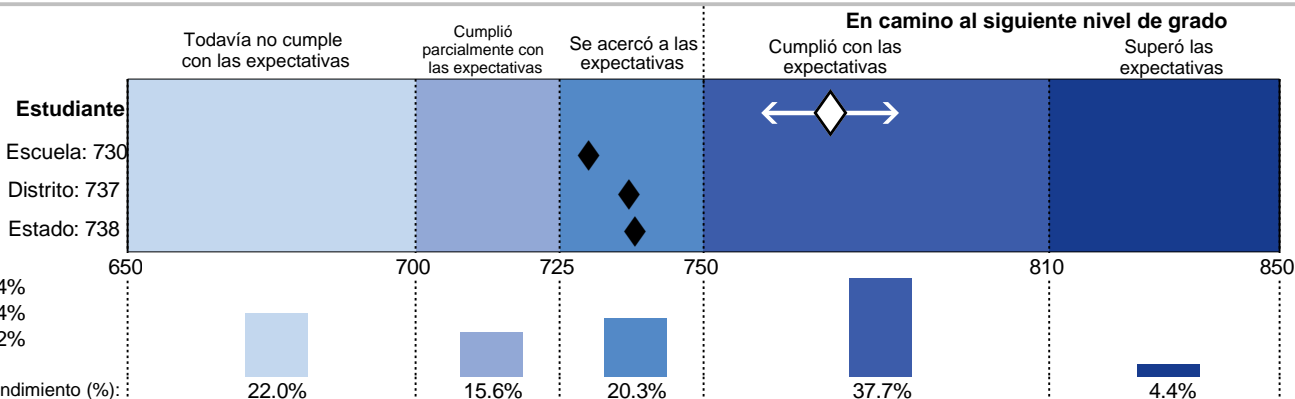 En camino al siguiente nivel de grado
Todavía no cumple
con las expectativas
Cumplió
parcialmente con
las expectativas
Se acercó a las
expectativas
Cumplió con las
expectativas
Superó las
expectativas
Estudiante
Escuela: 730
Distrito: 737
Estado: 738
650 700 725 750 810 850
4%
4%
2%
ndimiento (%): 22.0% 15.6% 20.3% 37.7% 4.4%